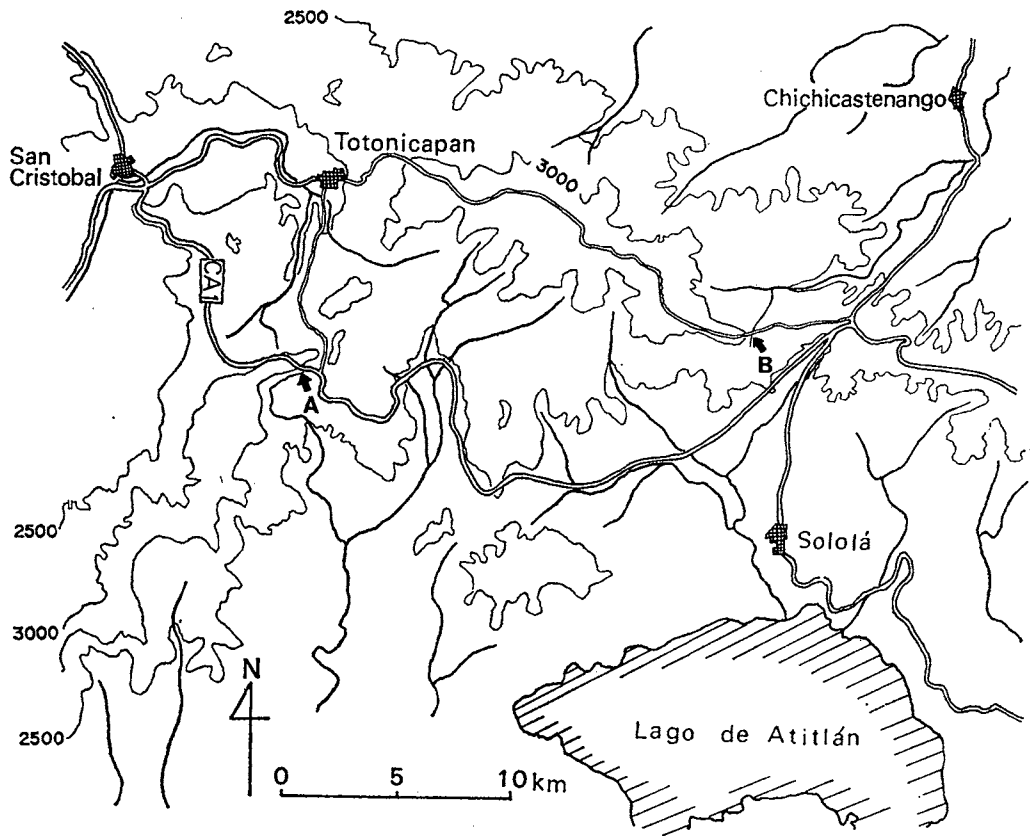 2500
Chichicastenango
Totonicapan
San
Cristobal
3000
CA1
B
A
2500
Sololá
3000
N
2500
Lago de Atitlán
0 5 10 km